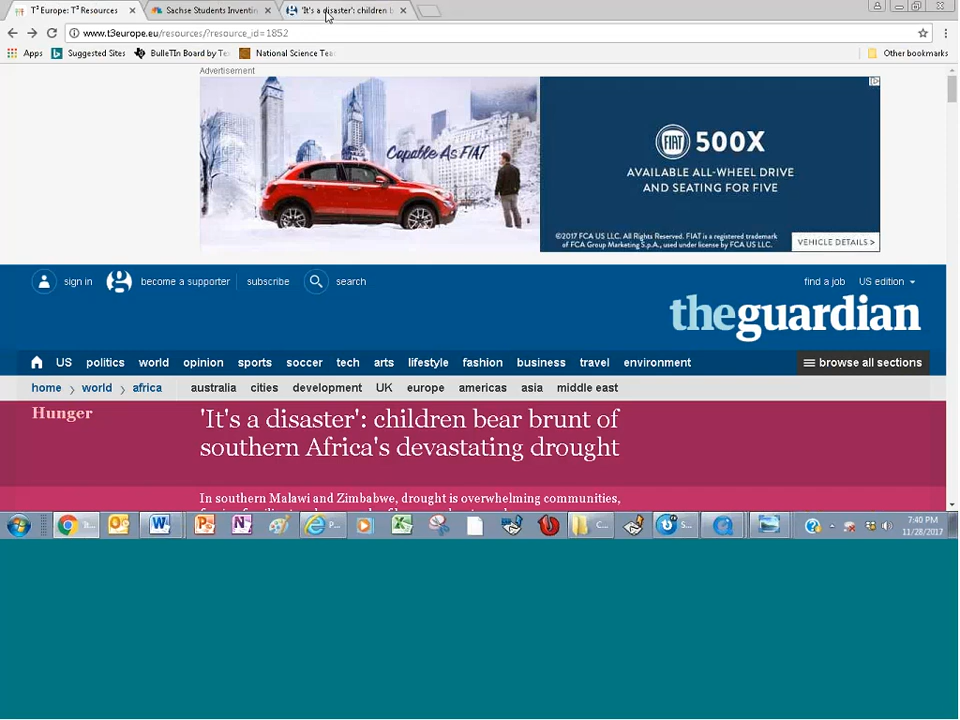 T³ Europe: T³ Resources
Sachse Students Inventin
'It's a disaster': children b
www.t3europe.eu/resources/?resource_id=1852
Apps
Suggested Sites
BulleTIn Board by Te
National Science Tea
Other bookmarks
Advertisement
Capable As FIAT
FIAT 500X
AVAILABLE ALL-WHEEL DRIVE
AND SEATING FOR FIVE
©2017 FCA US LLC. All Rights Reserved. FIAT is a registered trademark
of FCA Group Marketing S.p.A., used under license by FCA US LLC.
VEHICLE DETAILS >
sign in
become a supporter
subscribe
search
find a job
US edition
theguardian
US politics world opinion sports soccer tech arts lifestyle fashion business travel environment
browse all sections
home > world > africa
australia cities development UK europe americas asia middle east
Hunger
'It's a disaster': children bear brunt of
southern Africa's devastating drought
In southern Malawi and Zimbabwe, drought is overwhelming communities,
7:40 PM
11/28/2017